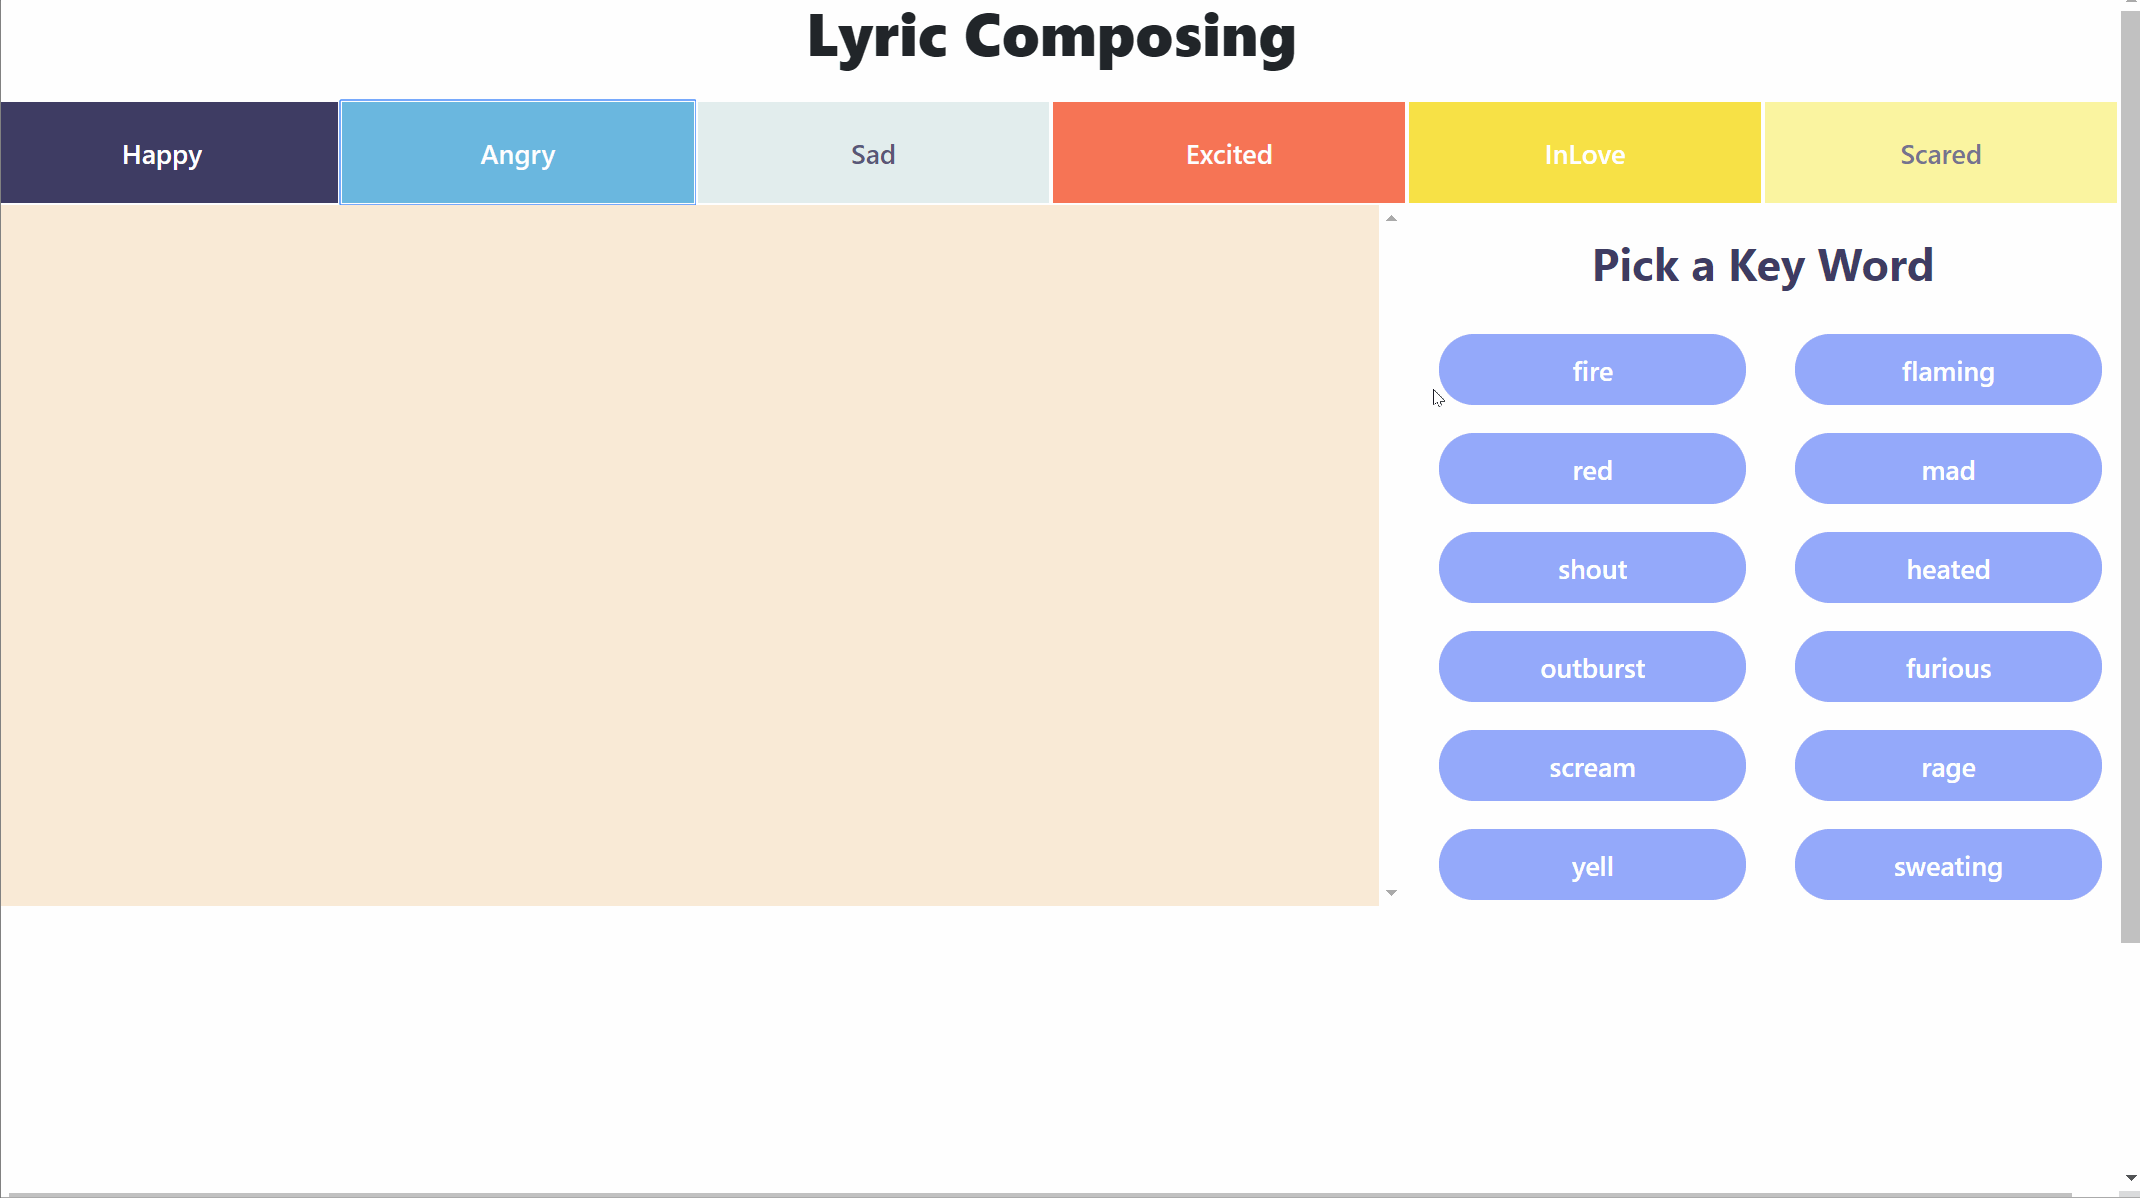 Lyric Composing
Happy Angry Sad Excited InLove Scared
Pick a Key Word
fire flaming
red mad
shout heated
outburst furious
scream rage
yell sweating